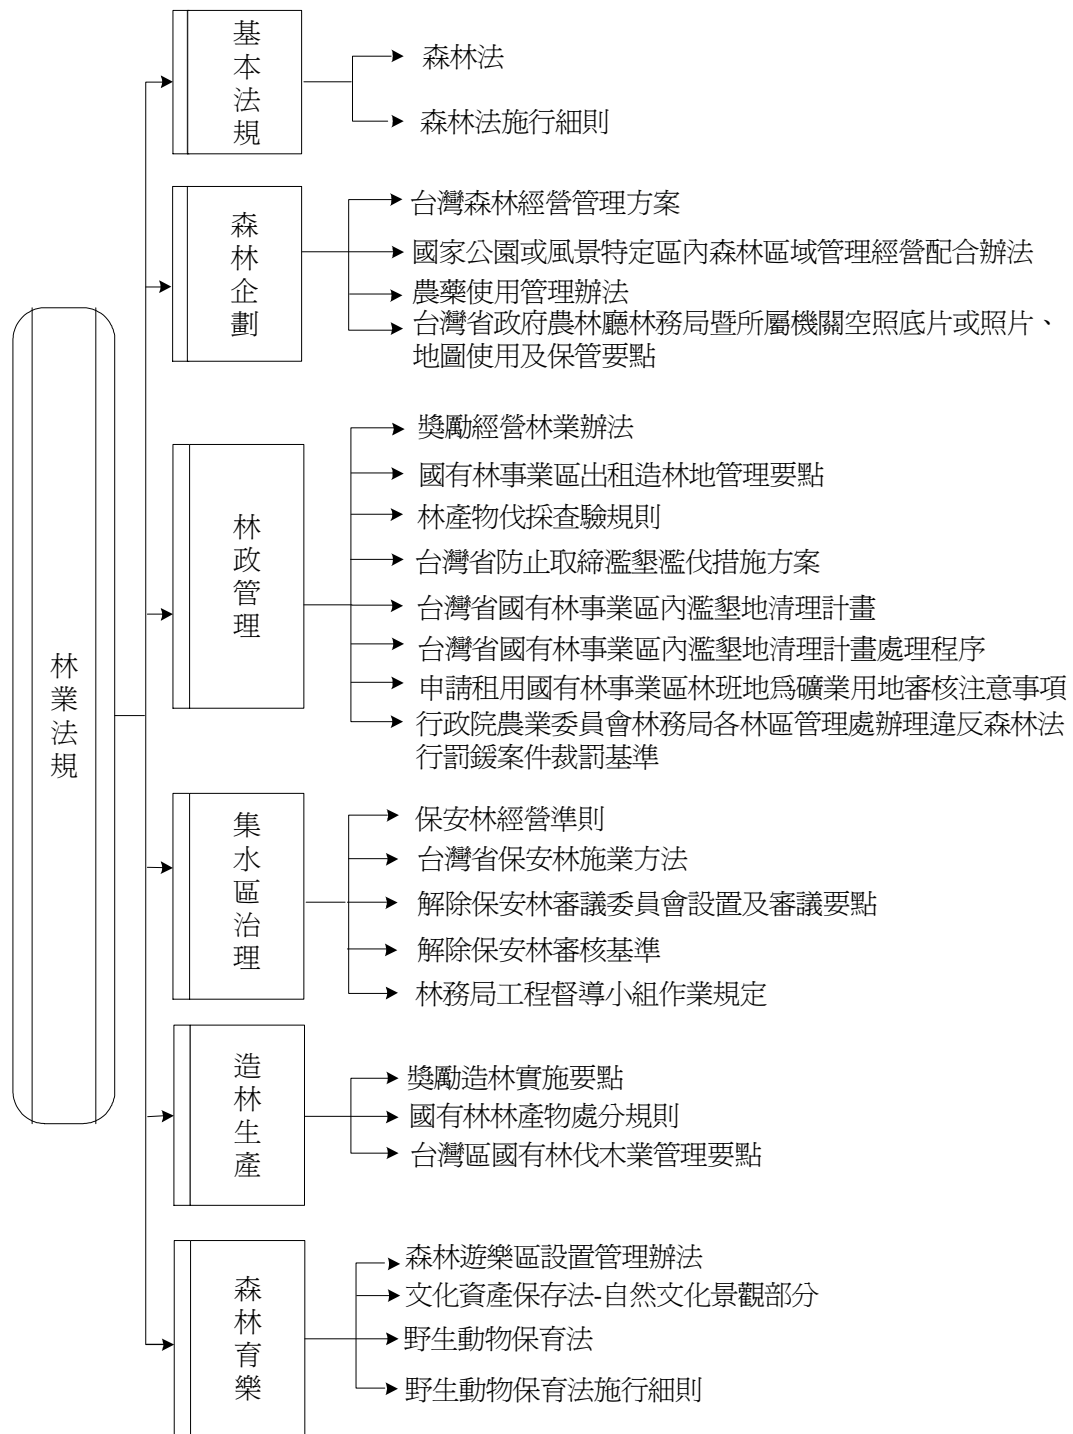 林業法規
基本法規
森林法
森林法施行細則
森林企劃
台灣森林經營管理方案
國家公園或風景特定區內森林區域管理經營配合辦法
農藥使用管理辦法
台灣省政府農林廳林務局暨所屬機關空照底片或照片、
地圖使用及保管要點
林政管理
獎勵經營林業辦法
國有林事業區出租造林地管理要點
林產物伐採查驗規則
台灣省防止取締濫墾濫伐措施方案
台灣省國有林事業區內濫墾地清理計畫
台灣省國有林事業區內濫墾地清理計畫處理程序
申請租用國有林事業區林班地爲礦業用地審核注意事項
行政院農業委員會林務局各林區管理處辦理違反森林法
行罰鍰案件裁罰基準
集水區治理
保安林經營準則
台灣省保安林施業方法
解除保安林審議委員會設置及審議要點
解除保安林審核基準
林務局工程督導小組作業規定
造林生產
獎勵造林實施要點
國有林林產物處分規則
台灣區國有林伐木業管理要點
森林育樂
森林遊樂區設置管理辦法
文化資產保存法-自然文化景觀部分
野生動物保育法
野生動物保育法施行細則